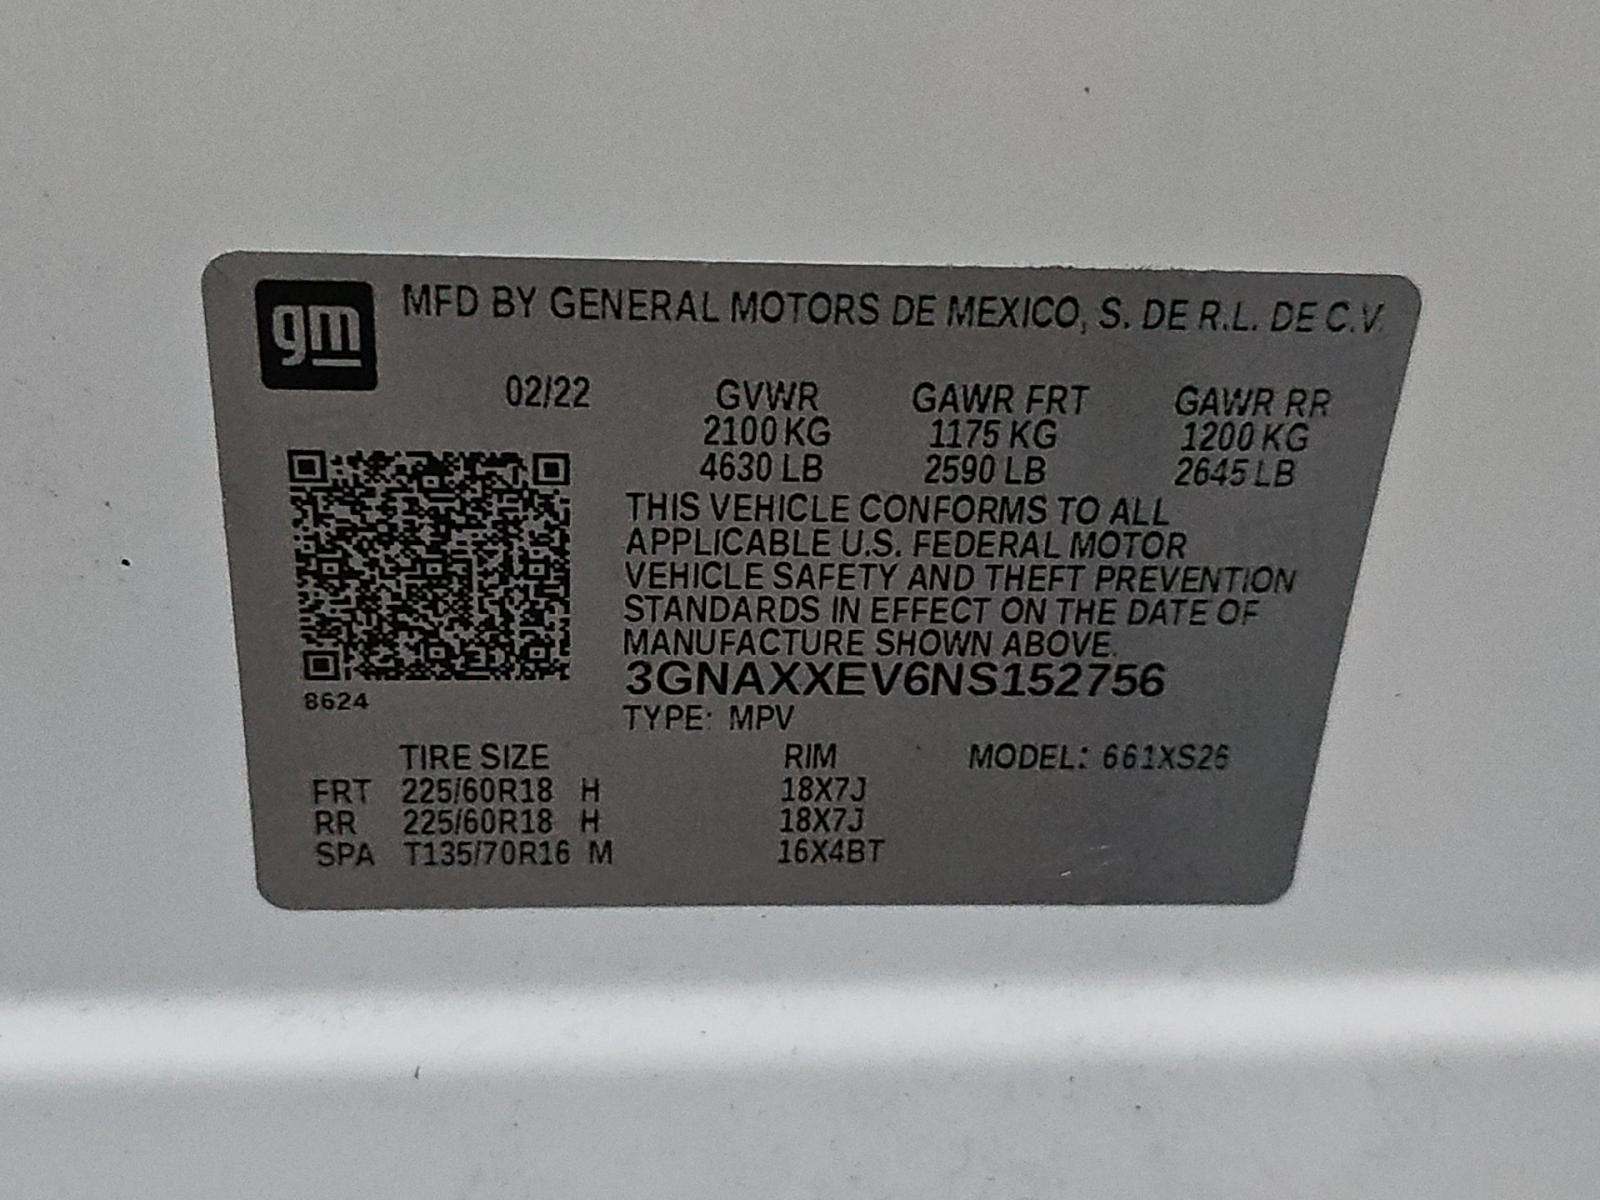 gm
MFD BY GENERAL MOTORS DE MEXICO, S. DE R.L. DE C.V.
02/22 GVWR GAWR FRT GAWR RR
2100 KG 1175 KG 1200 KG
4630 LB 2590 LB 2645 LB
THIS VEHICLE CONFORMS TO ALL
APPLICABLE U.S. FEDERAL MOTOR
VEHICLE SAFETY AND THEFT PREVENTION
STANDARDS IN EFFECT ON THE DATE OF
MANUFACTURE SHOWN ABOVE.
3GNAXXEV6NS152756
8624
TYPE: MPV
TIRE SIZE RIM MODEL: 661XS26
FRT 225/60R18 H 18X7J
RR 225/60R18 H 18X7J
SPA T135/70R16 M 16X4BT